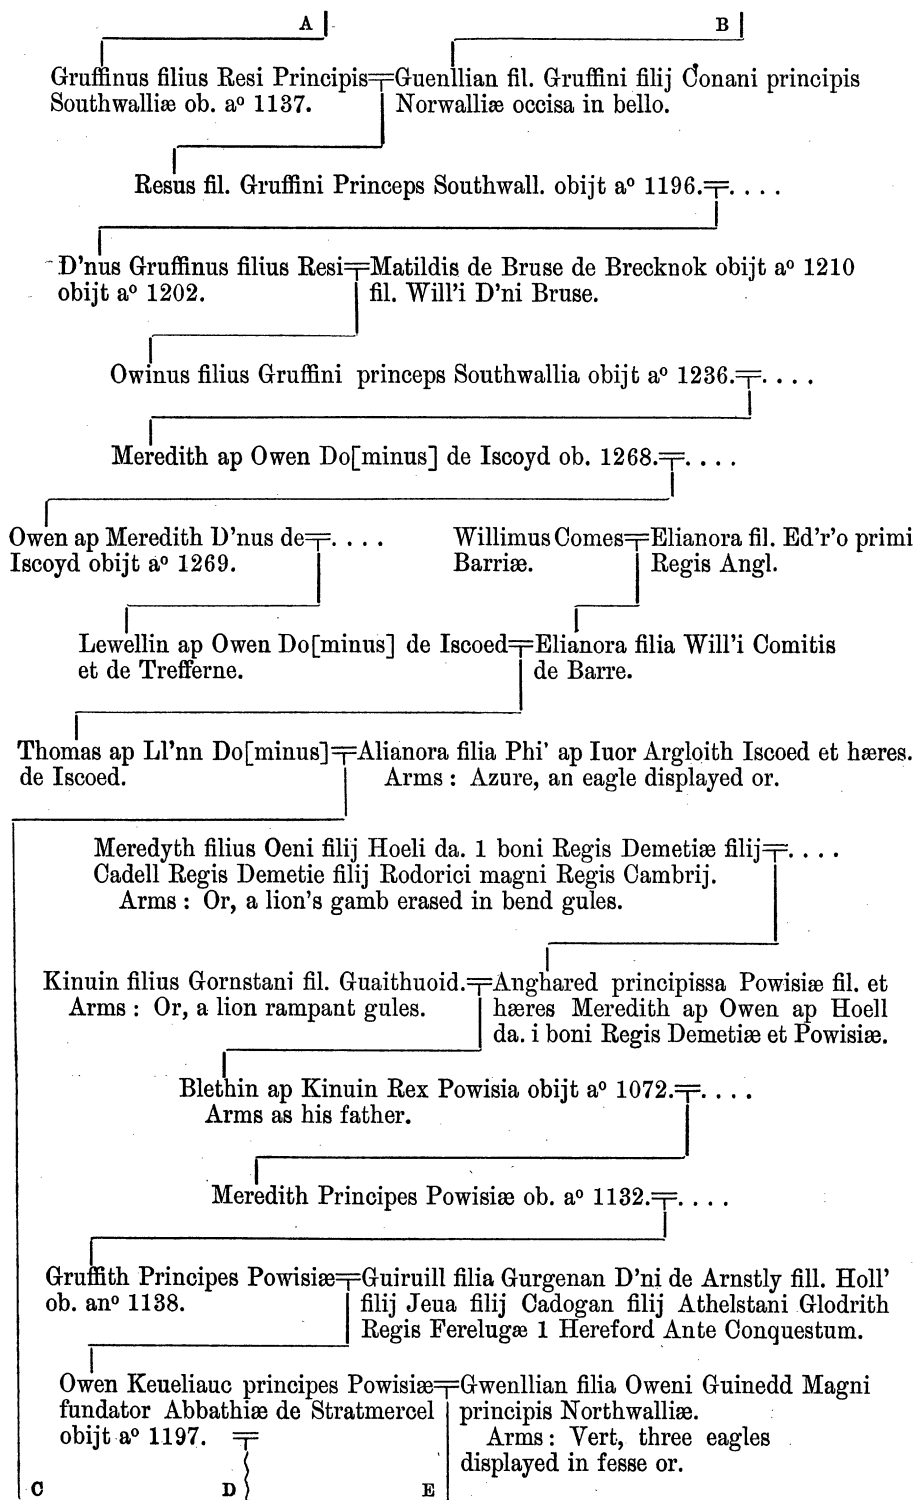 A B
Gruffinus filius Resi Principis Guenllian fil. Gruffini filij Conani principis
Southwalliæ ob. aº 1137. Norwalliæ occisa in bello.
Resus fil. Gruffini Princeps Southwall. obijt aº 1196. . . . .
D'nus Gruffinus filius Resi Matildis de Bruse de Brecknok obijt aº 1210
obijt aº 1202. fil. Will'i D'ni Bruse.
Owinus filius Gruffini princeps Southwallia obijt aº 1236. . . . .
Meredith ap Owen Do[minus] de Iscoyd ob. 1268. . . . .
Owen ap Meredith D'nus de . . . . Willimus Comes Elianora fil. Ed'r'o primi
Iscoyd obijt aº 1269. Barriæ. Regis Angl.
Lewellin ap Owen Do[minus] de Iscoed Elianora filia Will'i Comitis
et de Trefferne. de Barre.
Thomas ap Ll'nn Do[minus] Alianora filia Phi' ap Iuor Argloith Iscoed et hæres.
de Iscoed. Arms : Azure, an eagle displayed or.
Meredyth filius Oeni filij Hoeli da. 1 boni Regis Demetiæ filij . . . .
Cadell Regis Demetie filij Rodorici magni Regis Cambrij.
Arms : Or, a lion's gamb erased in bend gules.
Kinuin filius Gornstani fil. Guaithuoid. Anghared principissa Powisiæ fil. et
Arms : Or, a lion rampant gules. hæres Meredith ap Owen ap Hoell
da. i boni Regis Demetiæ et Powisiæ.
Blethin ap Kinuin Rex Powisia obijt aº 1072. . . . .
Arms as his father.
Meredith Principes Powisiæ ob. aº 1132. . . . .
Gruffith Principes Powisiæ Guiruill filia Gurgenan D'ni de Arnstly fill. Holl'
ob. anº 1138. filij Jeua filij Cadogan filij Athelstani Glodrith
Regis Ferelugæ 1 Hereford Ante Conquestum.
Owen Keueliauc principes Powisiæ Gwenllian filia Oweni Guinedd Magni
fundator Abbathiæ de Stratmercel principis Northwalliæ.
obijt aº 1197. Arms : Vert, three eagles
displayed in fesse or.
C D E